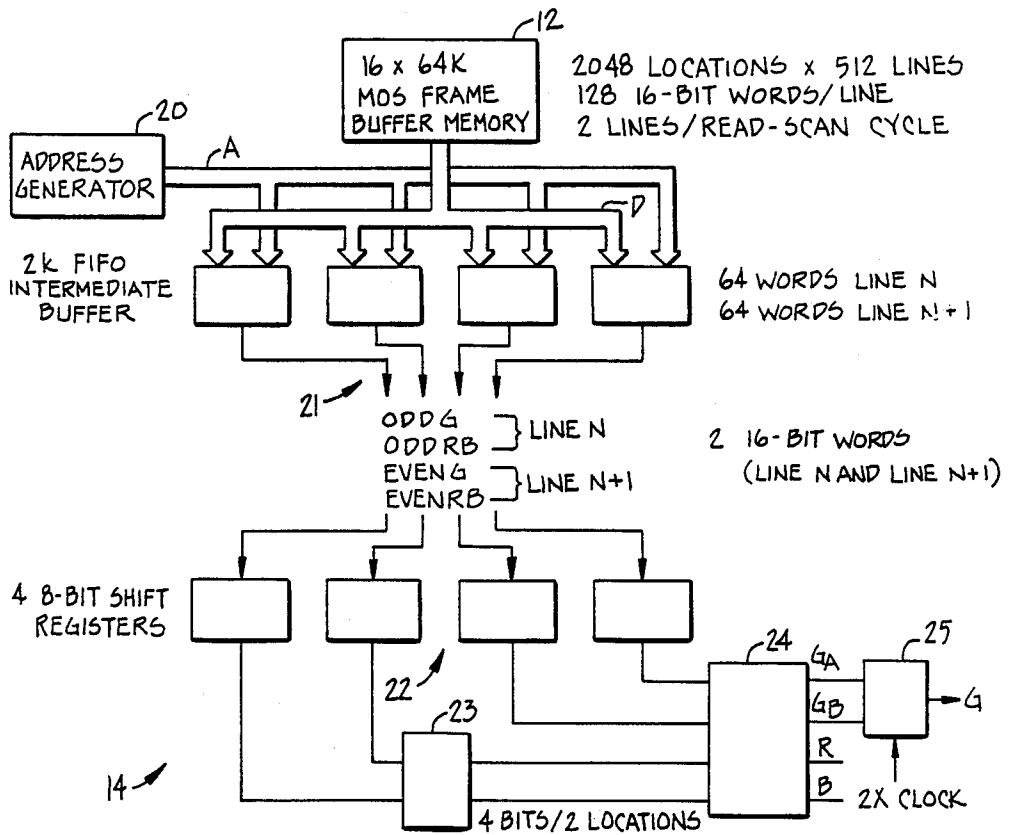 12
16 x 64K
MOS FRAME
BUFFER MEMORY
2048 LOCATIONS x 512 LINES
128 16-BIT WORDS/LINE
2 LINES/READ-SCAN CYCLE
20
ADDRESS
GENERATOR
A
D
2K FIFO
INTERMEDIATE
BUFFER
64 WORDS LINE N
64 WORDS LINE N+1
21
ODDG
ODDRB
LINE N
EVENG
EVENRB
LINE N+1
2 16-BIT WORDS
(LINE N AND LINE N+1)
4 8-BIT SHIFT
REGISTERS
22
23
24
25
GA
GB
R
B
G
2X CLOCK
14
4 BITS/2 LOCATIONS